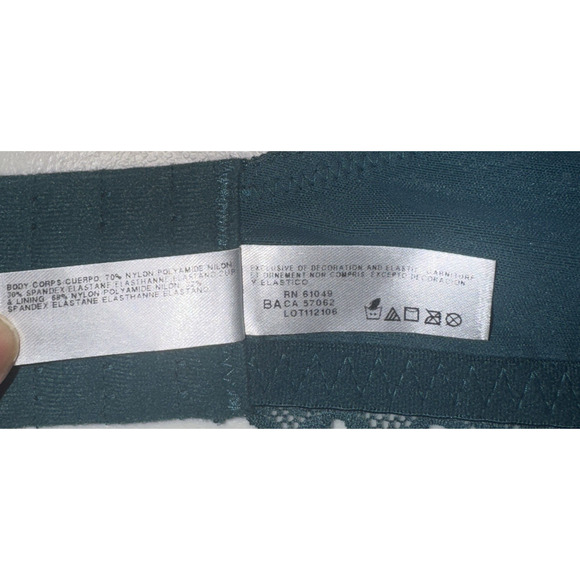 BODY CORPS/CUERPO: 70% NYLON POLYAMIDE NILON
30% SPANDEX/ELASTANE ELASTHANNE ELASTANO CUP
& LINING: 68% NYLON POLYAMIDE NILON
SPANDEX ELASTANE ELASTHANNE ELASTANO
EXCLUSIVE OF DECORATION AND ELASTIC GARNITURE
ET ORNEMENT NON COMPRIS EXCEPTO DECORATION
Y ELASTICO
RN 61049
BACA 57062
LOT112106